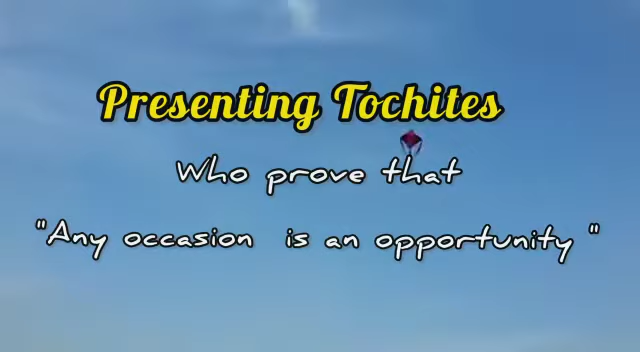 Presenting Tochites
Who prove that
"Any occasion is an opportunity "